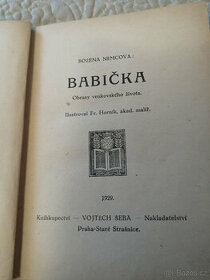 BOŽENA NĚMCOVÁ:
BABIČKA
Obrazy venkovského života.
Ilustroval Fr. Horník, akad. malíř.
1929.
Knihkupectví — VOJTĚCH ŠEBA — Nakladatelství
Praha-Staré Strašnice.